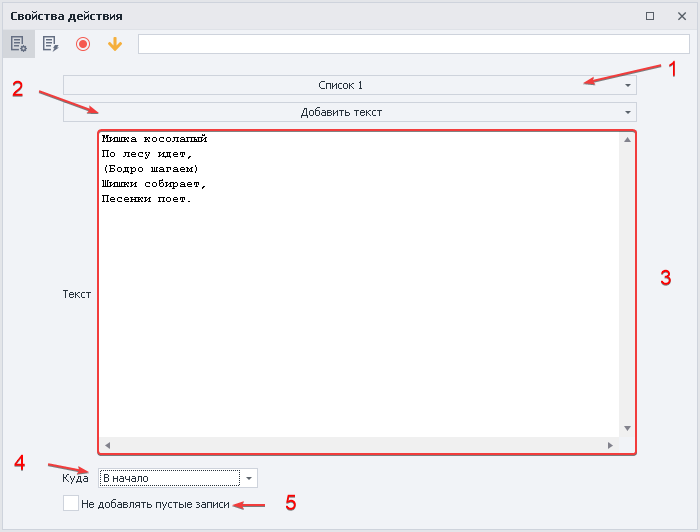 Свойства действия
1
Список 1
2
Добавить текст
Мишка косолапый
По лесу идет,
(Бодро шагаем)
Шишки собирает,
Песенки поет.
3
Текст
4
Куда В начало
Не добавлять пустые записи 5